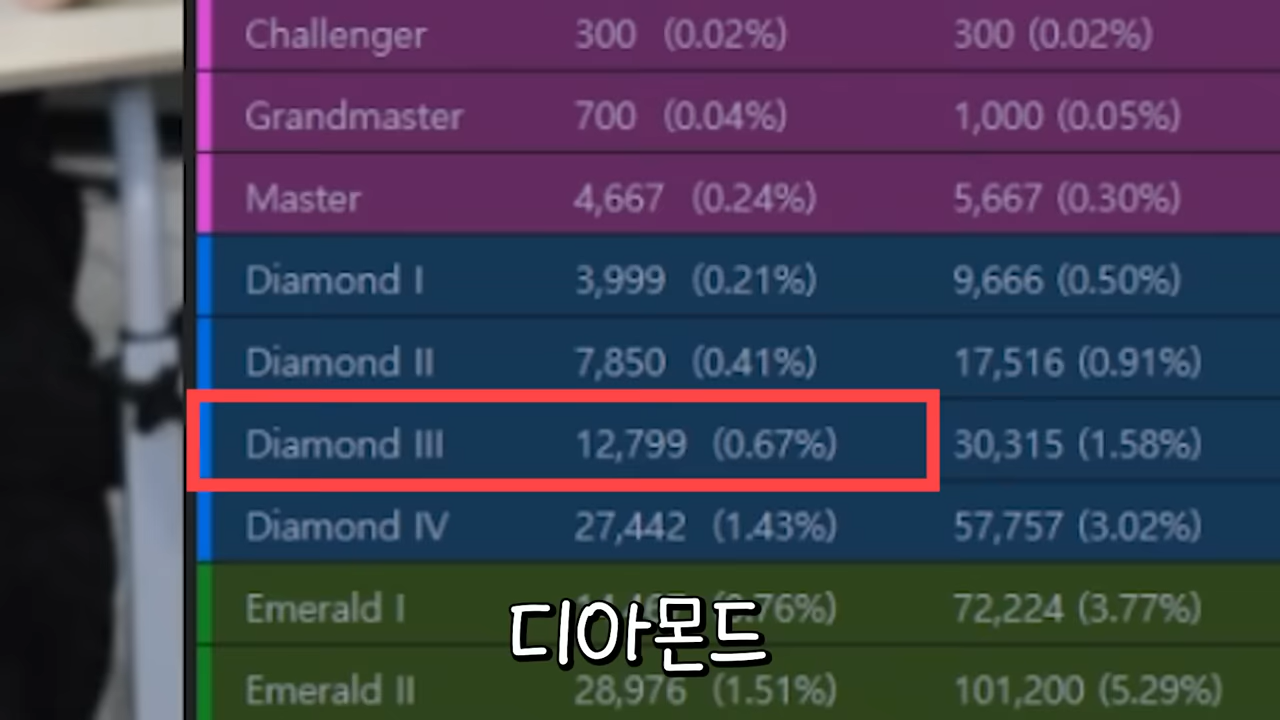 Challenger 300 (0.02%) 300 (0.02%)
Grandmaster 700 (0.04%) 1,000 (0.05%)
Master 4,667 (0.24%) 5,667 (0.30%)
Diamond I 3,999 (0.21%) 9,666 (0.50%)
Diamond II 7,850 (0.41%) 17,516 (0.91%)
Diamond III 12,799 (0.67%) 30,315 (1.58%)
Diamond IV 27,442 (1.43%) 57,757 (3.02%)
Emerald I 72,224 (3.77%)
디아몬드
Emerald II 28,976 (1.51%) 101,200 (5.29%)